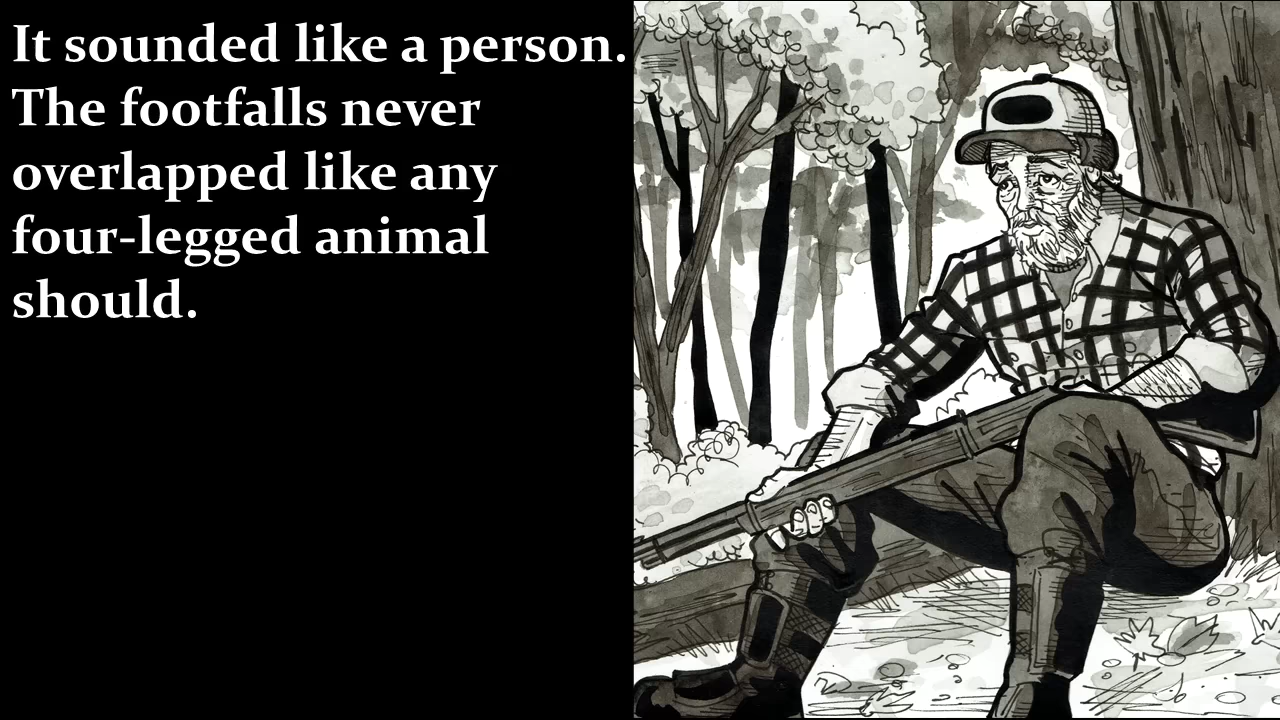 It sounded like a person.
The footfalls never
overlapped like any
four-legged animal
should.